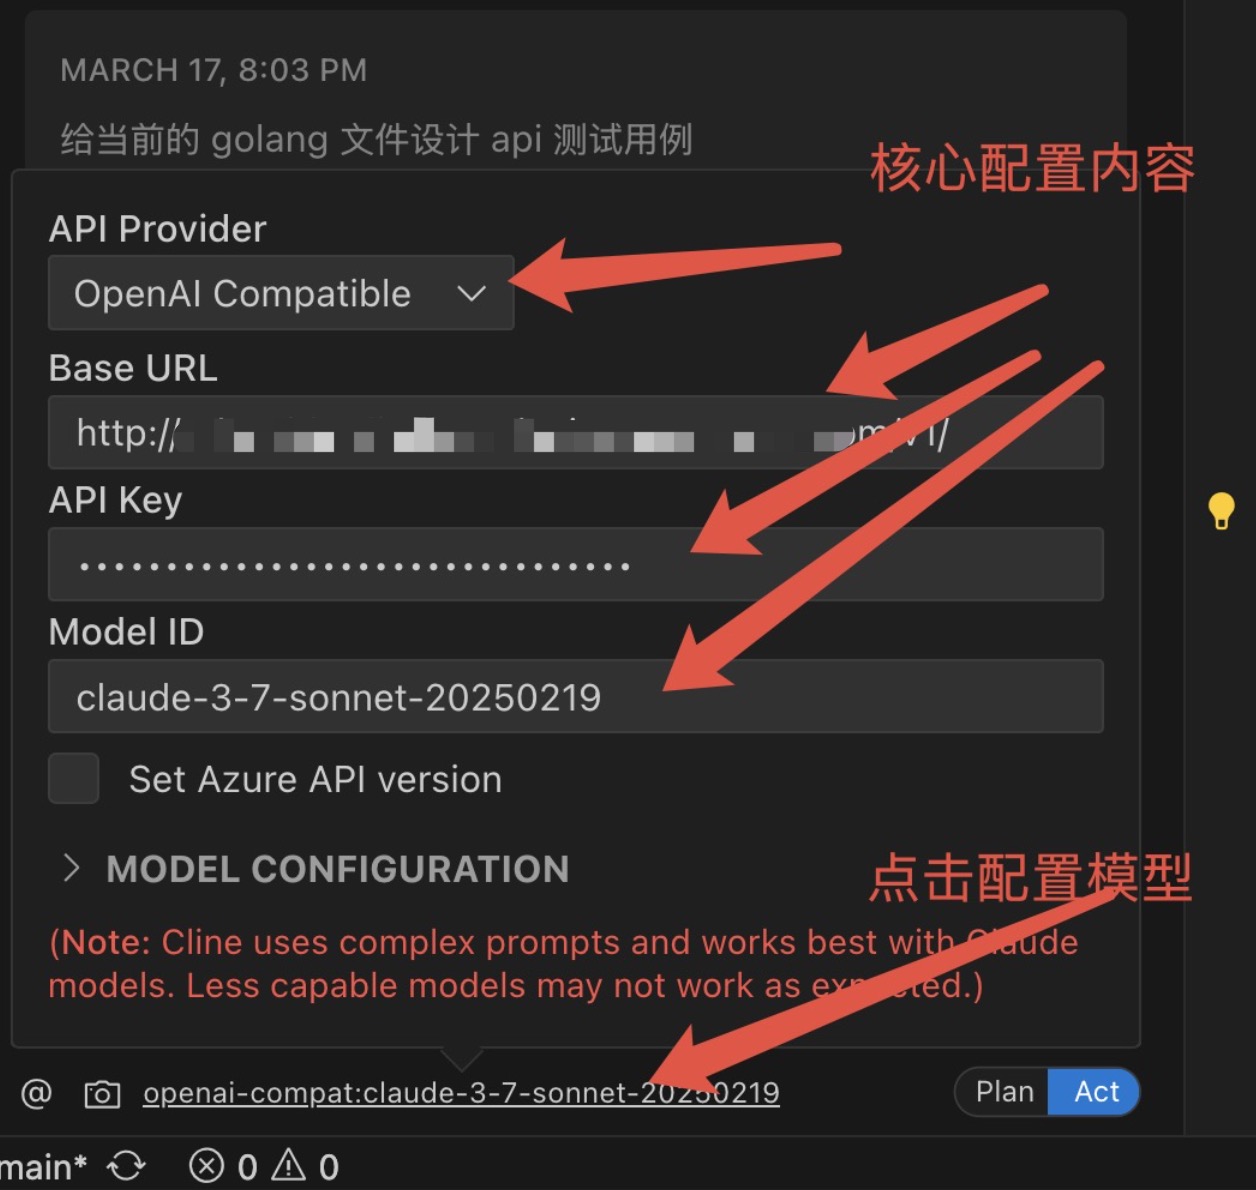 MARCH 17, 8:03 PM
给当前的 golang 文件设计 api 测试用例
核心配置内容
API Provider
OpenAI Compatible
Base URL
http://
/v1/
API Key
••••••••••••••••••••••••••••••••
Model ID
claude-3-7-sonnet-20250219
Set Azure API version
MODEL CONFIGURATION
点击配置模型
(Note: Cline uses complex prompts and works best with Claude
models. Less capable models may not work as expected.)
@ openai-compat:claude-3-7-sonnet-20250219 Plan Act
main* 0 0